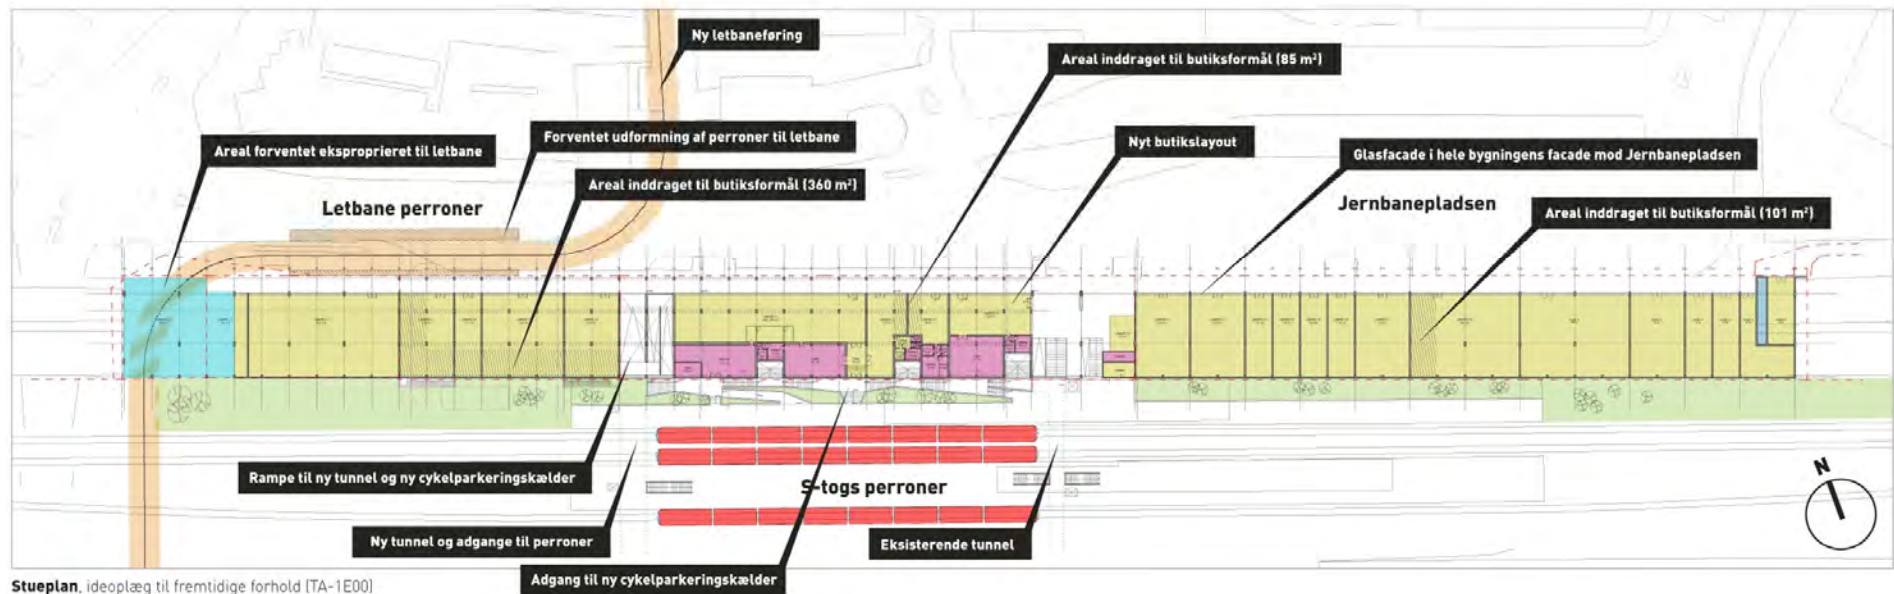 Ny letbaneføring
Areal inddraget til butiksformål (85 m²)
Forventet udformning af perroner til letbane
Areal forventet eksproprieret til letbane
Nyt butikslayout
Glasfacade i hele bygningens facade mod Jernbanepladsen
Areal inddraget til butiksformål (360 m²)
Letbane perroner
Jernbanepladsen
Areal inddraget til butiksformål (101 m²)
Rampe til ny tunnel og ny cykelparkeringskælder
S-togs perroner
N
Ny tunnel og adgange til perroner
Eksisterende tunnel
Adgang til ny cykelparkeringskælder
Stueplan, ideoplæg til fremtidige forhold [TA-1E00]